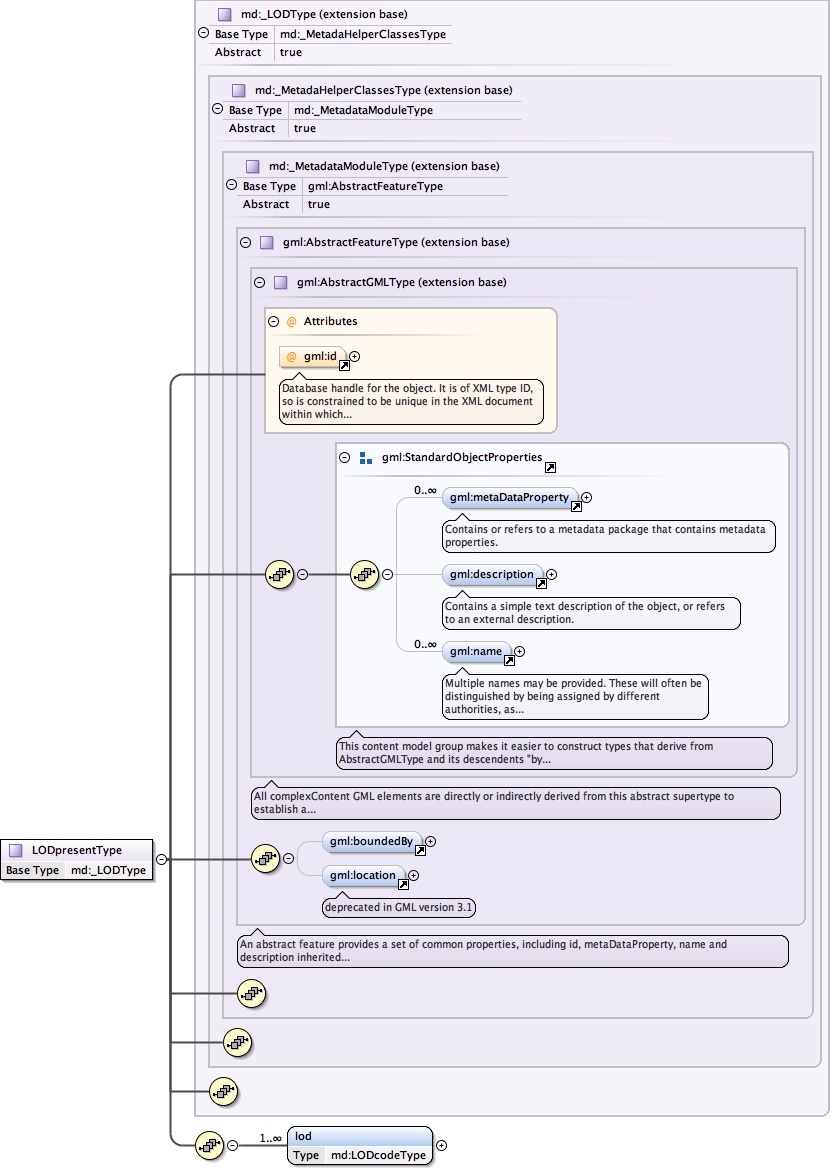 md:_LODType (extension base)
Base Type md:_MetadaHelperClassesType
Abstract true
md:_MetadaHelperClassesType (extension base)
Base Type md:_MetadataModuleType
Abstract true
md:_MetadataModuleType (extension base)
Base Type gml:AbstractFeatureType
Abstract true
gml:AbstractFeatureType (extension base)
gml:AbstractGMLType (extension base)
@ Attributes
@ gml:id
Database handle for the object. It is of XML type ID,
so is constrained to be unique in the XML document
within which...
gml:StandardObjectProperties
0..∞
gml:metaDataProperty
Contains or refers to a metadata package that contains metadata
properties.
gml:description
Contains a simple text description of the object, or refers
to an external description.
0..∞
gml:name
Multiple names may be provided. These will often be
distinguished by being assigned by different
authorities, as...
This content model group makes it easier to construct types that derive from
AbstractGMLType and its descendents "by...
All complexContent GML elements are directly or indirectly derived from this abstract supertype to
establish a...
gml:boundedBy
LODpresentType
Base Type md:_LODType
gml:location
deprecated in GML version 3.1
An abstract feature provides a set of common properties, including id, metaDataProperty, name and
description inherited...
1..∞
lod
Type md:LODcodeType